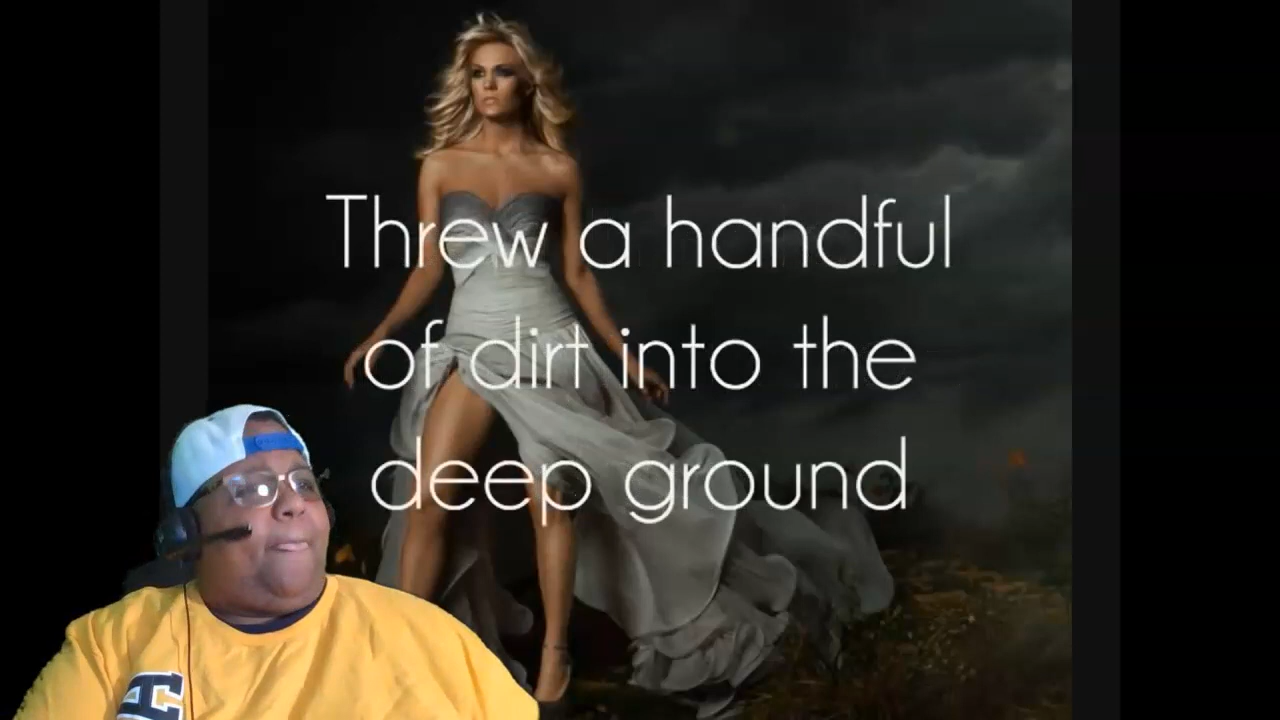 Threw a handful
of dirt into the
deep ground